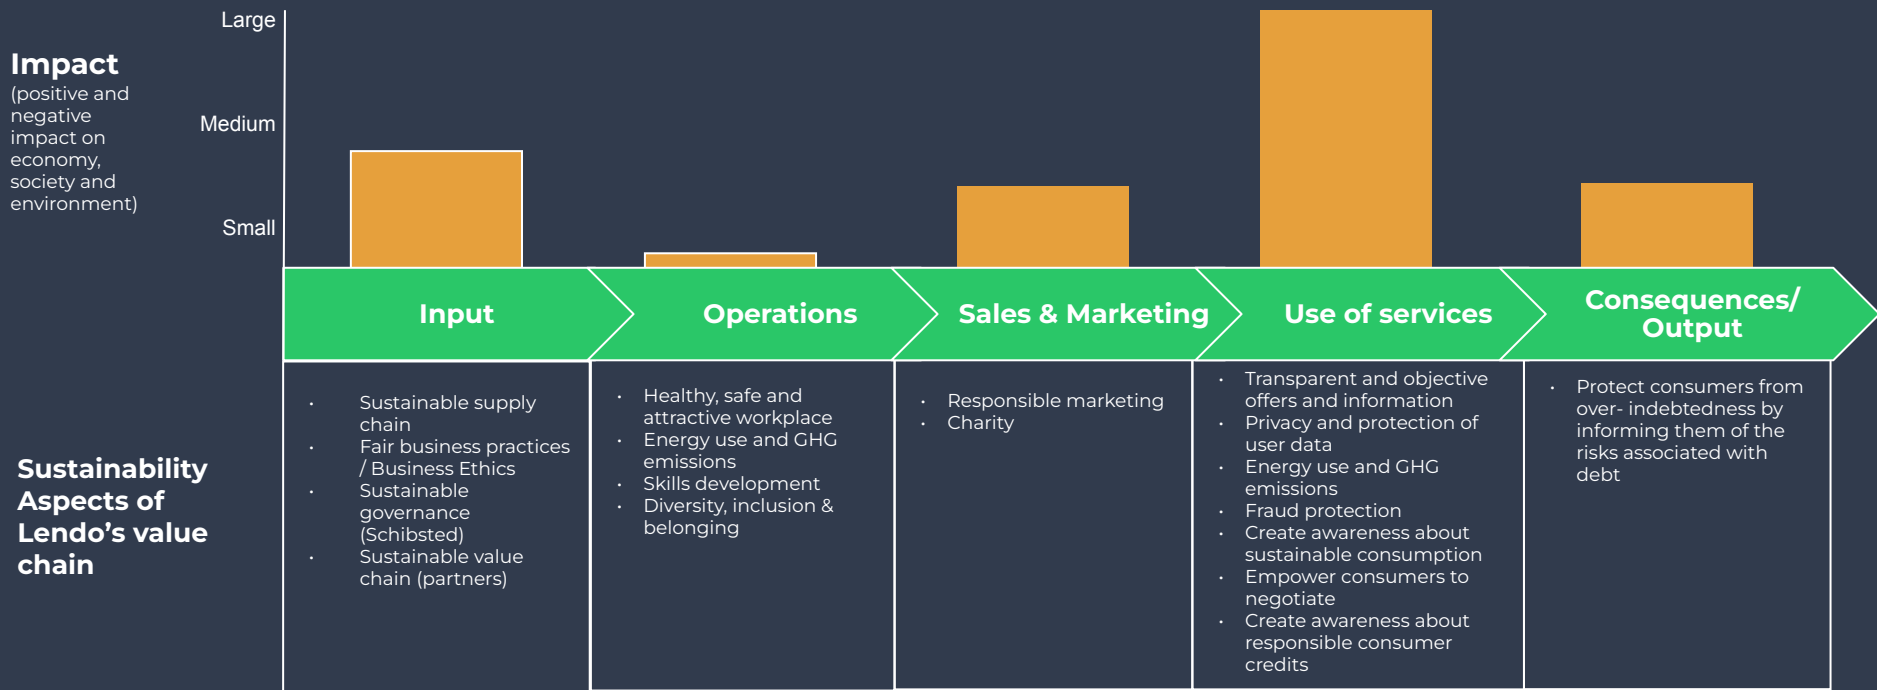 Large
Impact
(positive and
negative
impact on
economy,
society and
environment)
Medium
Small
Input
Operations
Sales & Marketing
Use of services
Consequences/
Output
Sustainability
Aspects of
Lendo’s value
chain
• Sustainable supply
chain
• Fair business practices
/ Business Ethics
• Sustainable
governance
(Schibsted)
• Sustainable value
chain (partners)
• Healthy, safe and
attractive workplace
• Energy use and GHG
emissions
• Skills development
• Diversity, inclusion &
belonging
• Responsible marketing
• Charity
• Transparent and objective
offers and information
• Privacy and protection of
user data
• Energy use and GHG
emissions
• Fraud protection
• Create awareness about
sustainable consumption
• Empower consumers to
negotiate
• Create awareness about
responsible consumer
credits
• Protect consumers from
over- indebtedness by
informing them of the
risks associated with
debt